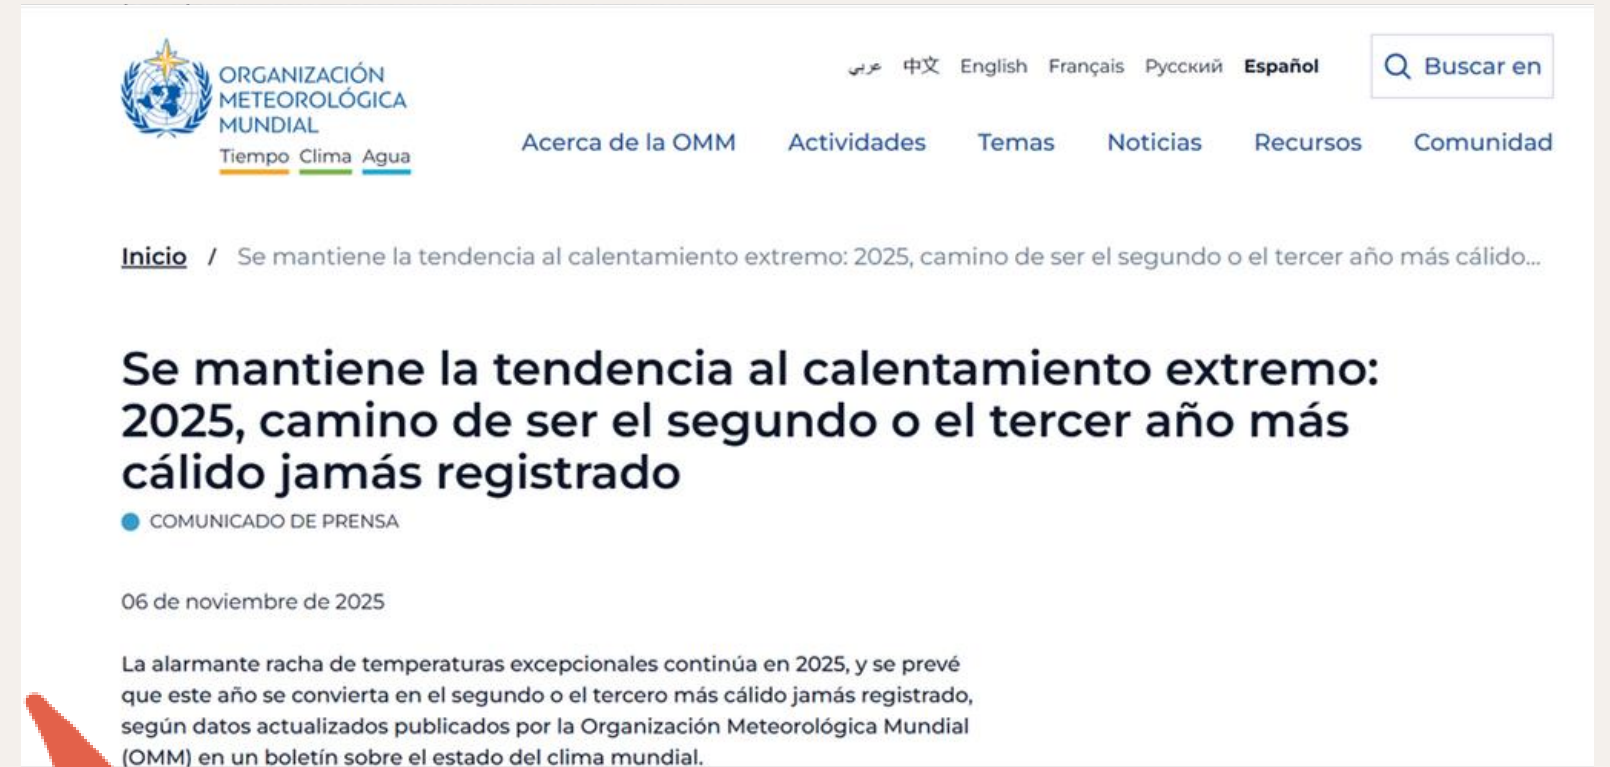 ORGANIZACIÓN
METEOROLÓGICA
MUNDIAL
Tiempo Clima Agua
عربي 中文 English Français Русский Español
Buscar en
Acerca de la OMM Actividades Temas Noticias Recursos Comunidad
Inicio / Se mantiene la tendencia al calentamiento extremo: 2025, camino de ser el segundo o el tercer año más cálido...
Se mantiene la tendencia al calentamiento extremo:
2025, camino de ser el segundo o el tercer año más
cálido jamás registrado
COMUNICADO DE PRENSA
06 de noviembre de 2025
La alarmante racha de temperaturas excepcionales continúa en 2025, y se prevé
que este año se convierta en el segundo o el tercero más cálido jamás registrado,
según datos actualizados publicados por la Organización Meteorológica Mundial
(OMM) en un boletín sobre el estado del clima mundial.